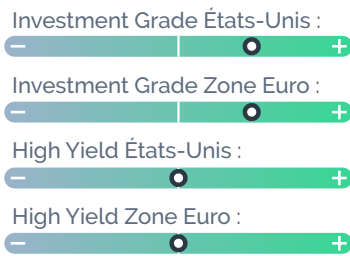 Investment Grade États-Unis :
− +
Investment Grade Zone Euro :
− +
High Yield États-Unis :
− +
High Yield Zone Euro :
− +